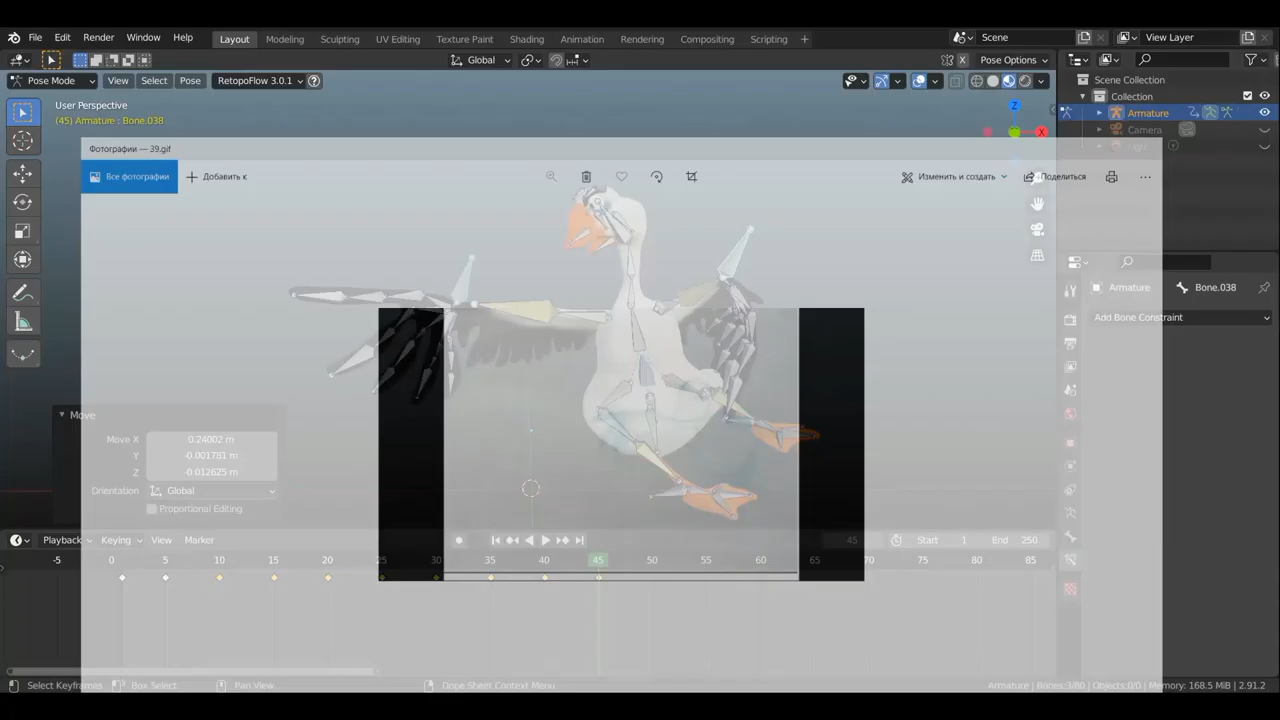 File Edit Render Window Help Layout Modeling Sculpting UV Editing Texture Paint Shading Animation Rendering Compositing Scripting + Scene View Layer
Global Pose Options
Pose Mode View Select Pose RetopoFlow 3.0.1
User Perspective
(45) Armature : Bone.038
Z
X
Scene Collection
Collection
Armature
Camera
Light
Фотографии — 39.gif
Все фотографии Добавить к Изменить и создать Поделиться
Armature Bone.038
Add Bone Constraint
Move
Move X 0.24002 m
Y -0.001781 m
Z -0.012625 m
Orientation Global
Proportional Editing
Playback Keying View Marker 45 Start 1 End 250
-5 0 5 10 15 20 25 30 35 40 45 50 55 60 65 70 75 80 85
Select Keyframes Box Select Pan View Dope Sheet Context Menu Armature | Bones:3/80 | Objects:0/0 | Memory: 168.5 MiB | 2.91.2